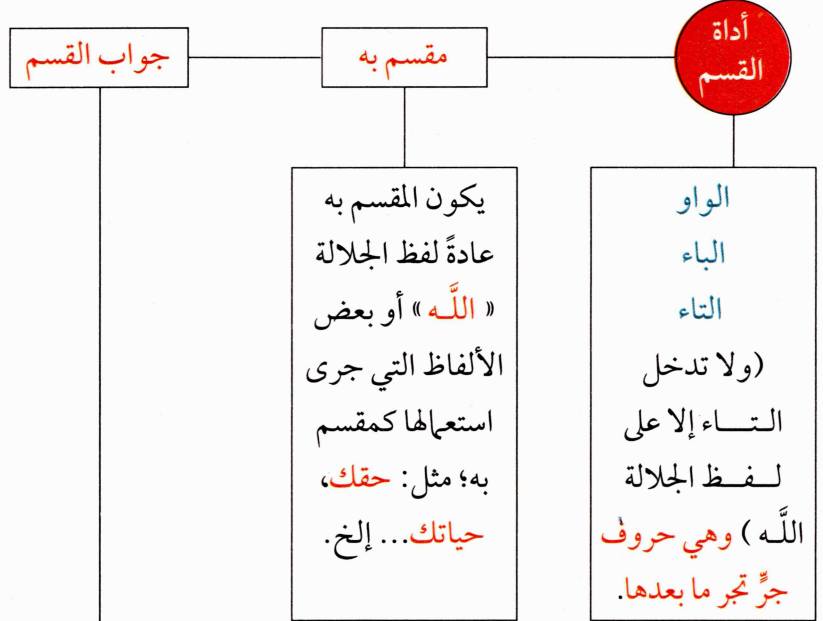 أداة
القسم
مقسم به
جواب القسم
الواو
الباء
التاء
(ولا تدخل
الـتـــاء إلا على
لــفــظ الجلالة
اللَّـه) وهي حروف
جرٍّ تجر ما بعدها.
يكون المقسم به
عادةً لفظ الجلالة
« اللَّـه » أو بعض
الألفاظ التي جرى
استعمالها كمقسم
به؛ مثل: حقك،
حياتك... إلخ.